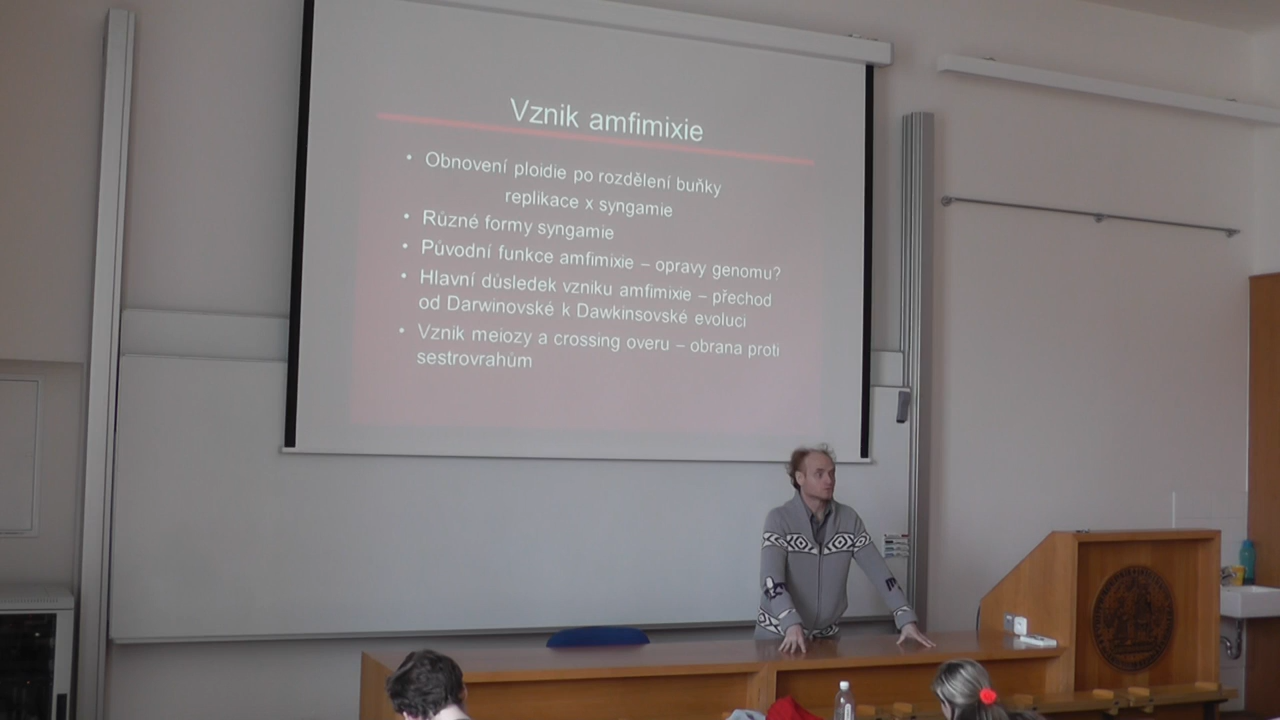 Vznik amfimixie
• Obnovení ploidie po rozdělení buňky
replikace x syngamie
• Různé formy syngamie
• Původní funkce amfimixie – opravy genomu?
• Hlavní důsledek vzniku amfimixie – přechod
od Darwinovské k Dawkinsovské evoluci
• Vznik meiozy a crossing overu – obrana proti
sestrovrahům